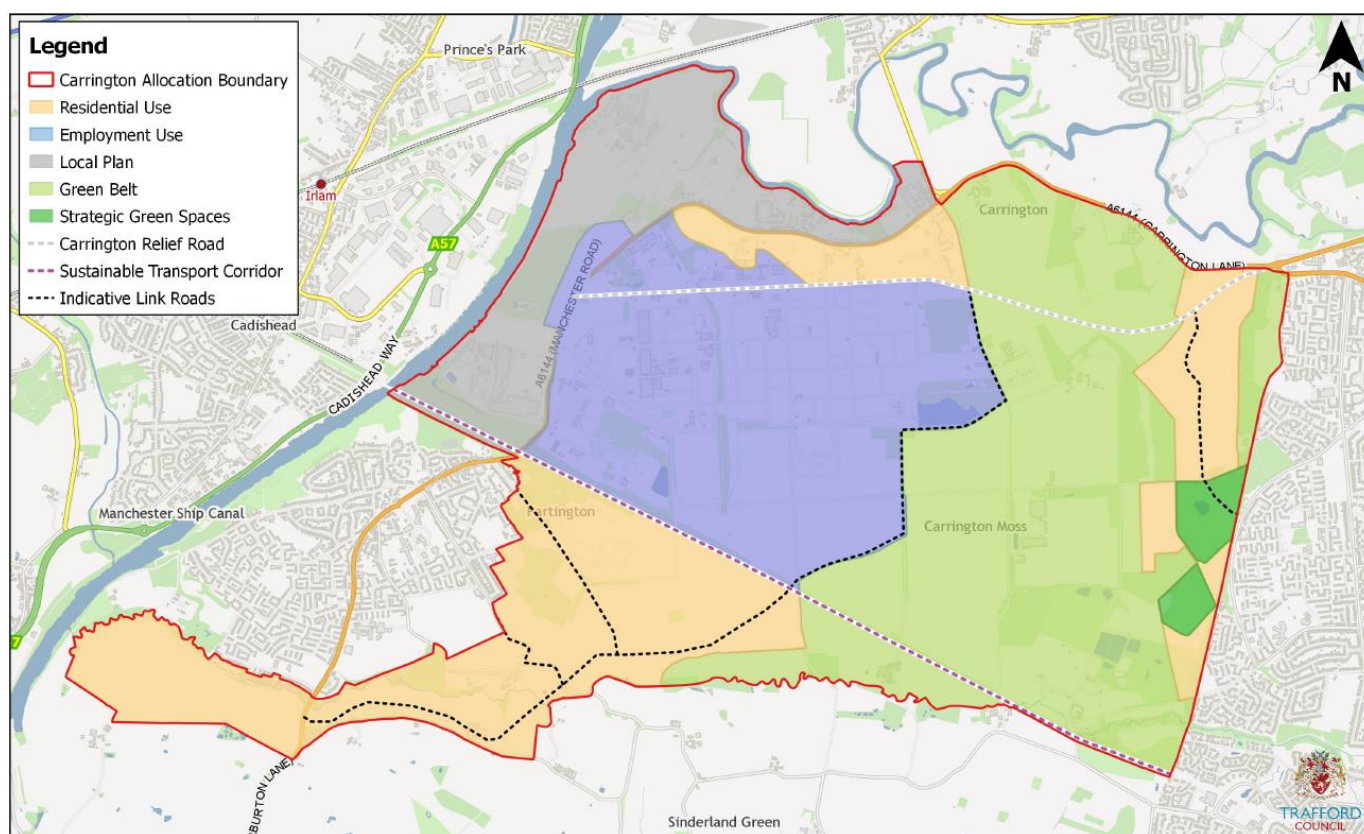 Legend
Carrington Allocation Boundary
Residential Use
Employment Use
Local Plan
Green Belt
Strategic Green Spaces
Carrington Relief Road
Sustainable Transport Corridor
Indicative Link Roads
Prince's Park
N
Irlam
A57
Carrington
A6144 (CARRINGTON LANE)
A6144 (MANCHESTER ROAD)
Cadishead
CADISHEAD WAY
Manchester Ship Canal
Partington
Carrington Moss
7
BURTON LANE)
Sinderland Green
TRAFFORD
COUNCIL